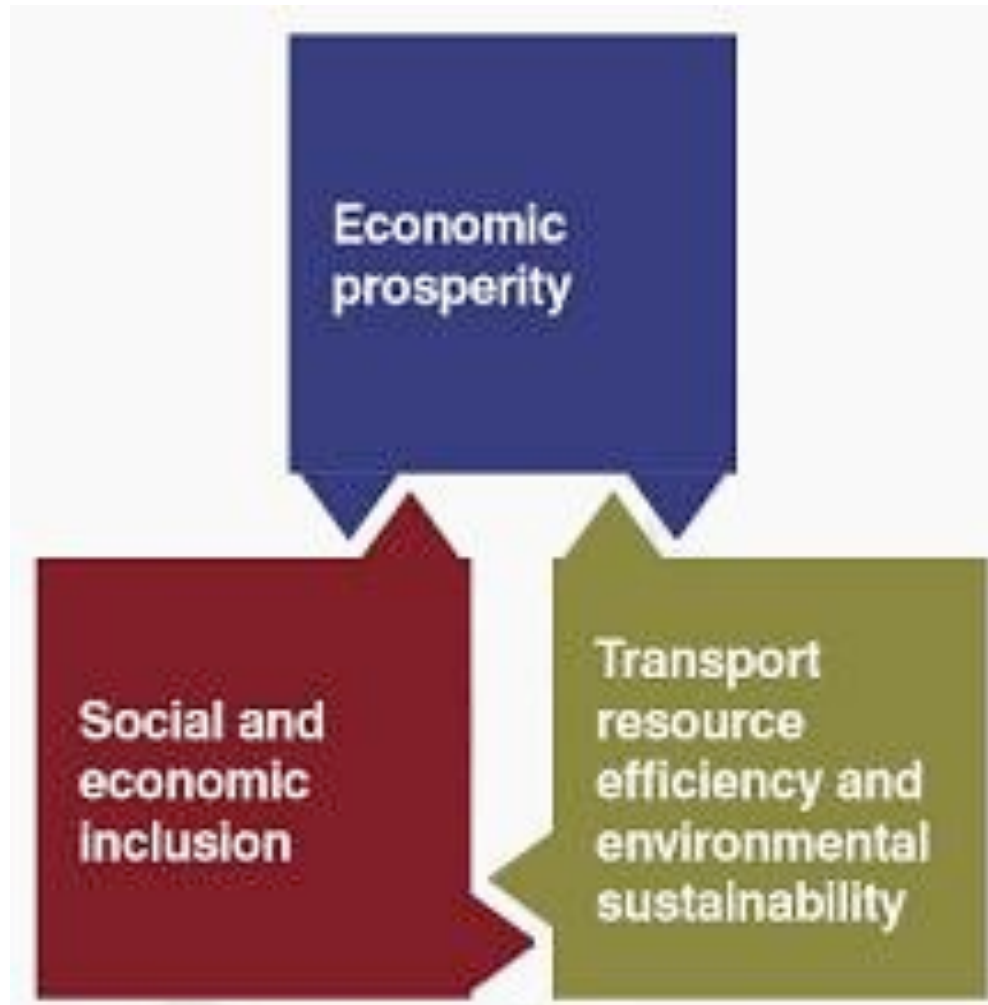 Economic
prosperity
Social and
economic
inclusion
Transport
resource
efficiency and
environmental
sustainability